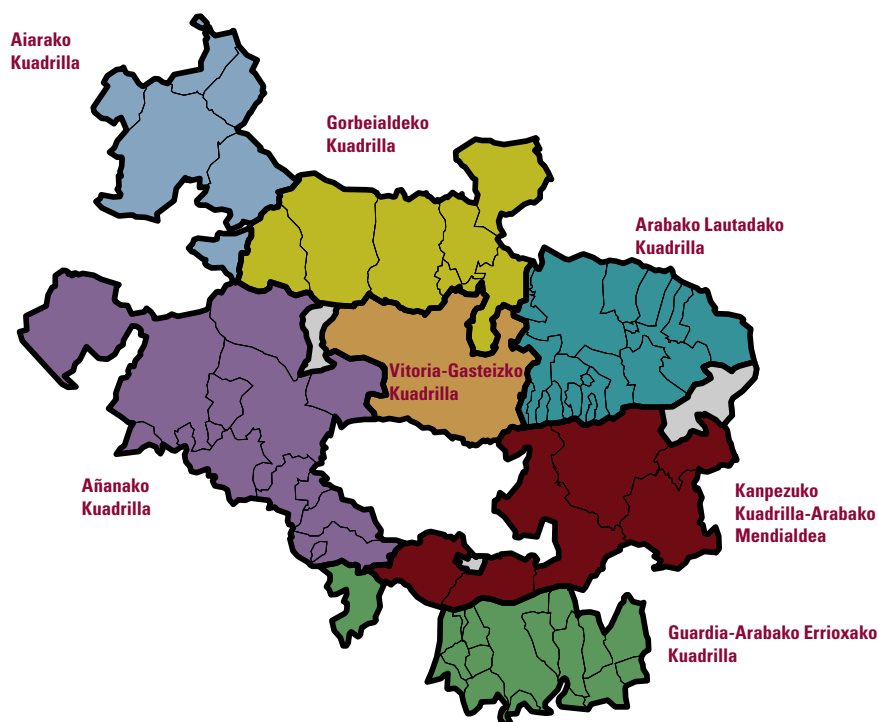 Aiarako
Kuadrilla
Gorbeialdeko
Kuadrilla
Arabako Lautadako
Kuadrilla
Vitoria-Gasteizko
Kuadrilla
Añanako
Kuadrilla
Kanpezuko
Kuadrilla-Arabako
Mendialdea
Guardia-Arabako Errioxako
Kuadrilla